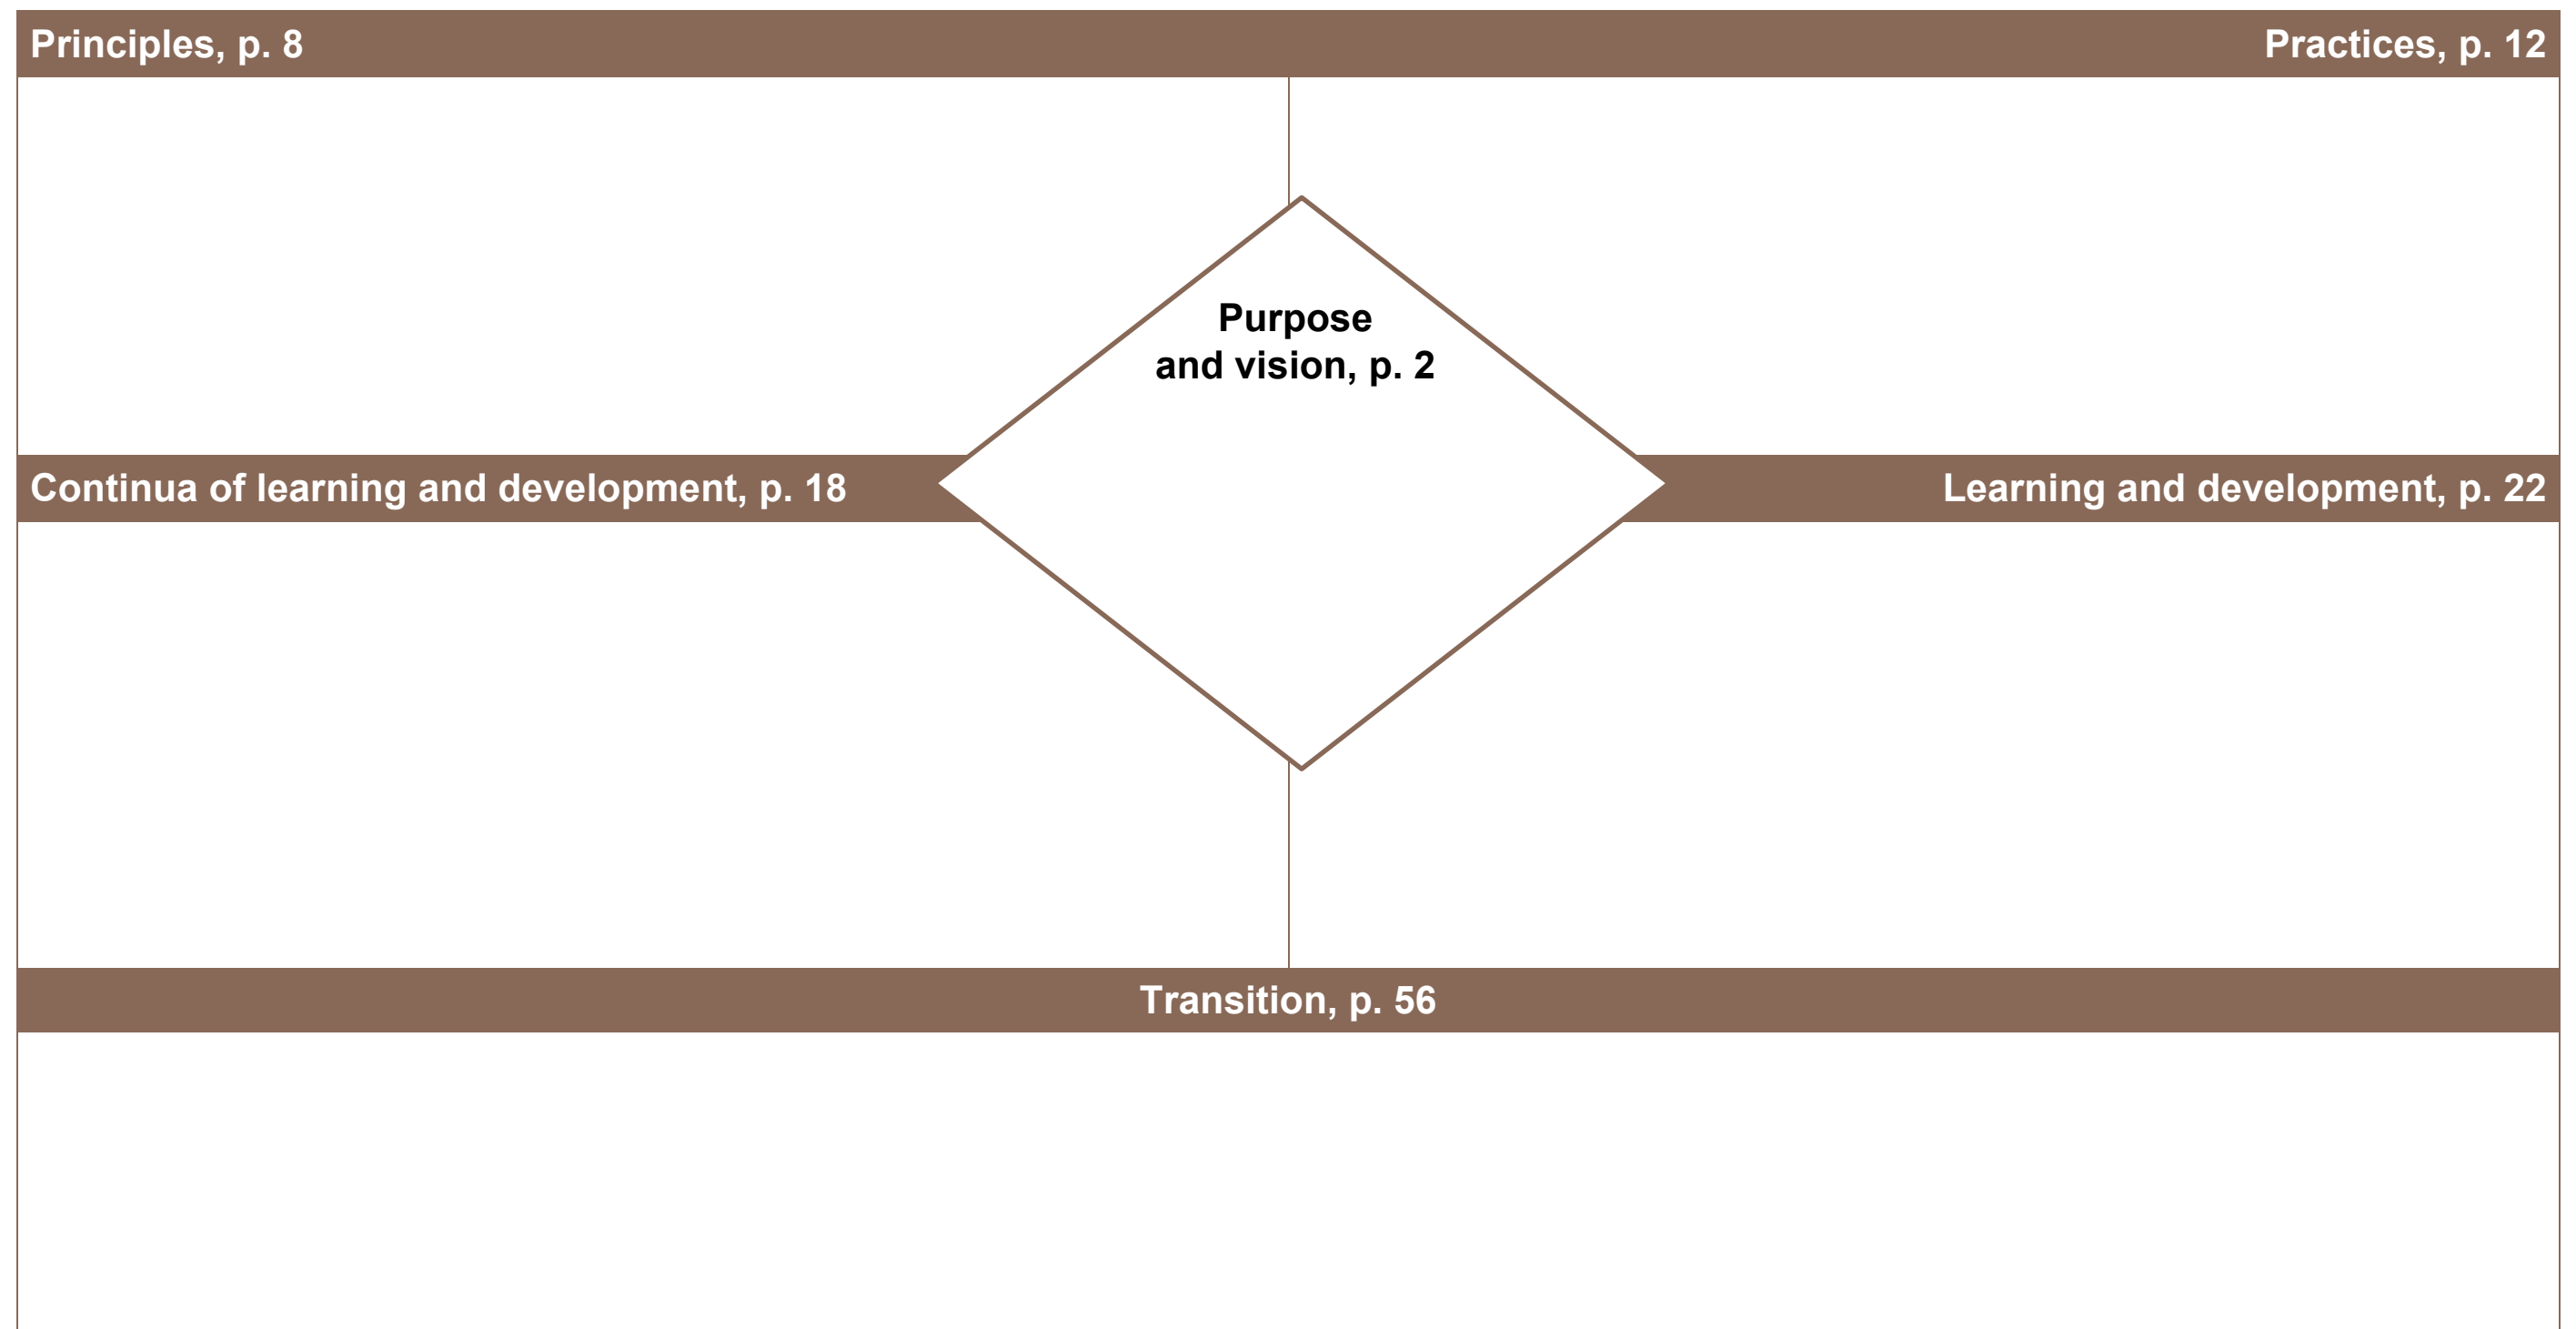 Principles, p. 8
Practices, p. 12
Purpose
and vision, p. 2
Continua of learning and development, p. 18
Learning and development, p. 22
Transition, p. 56